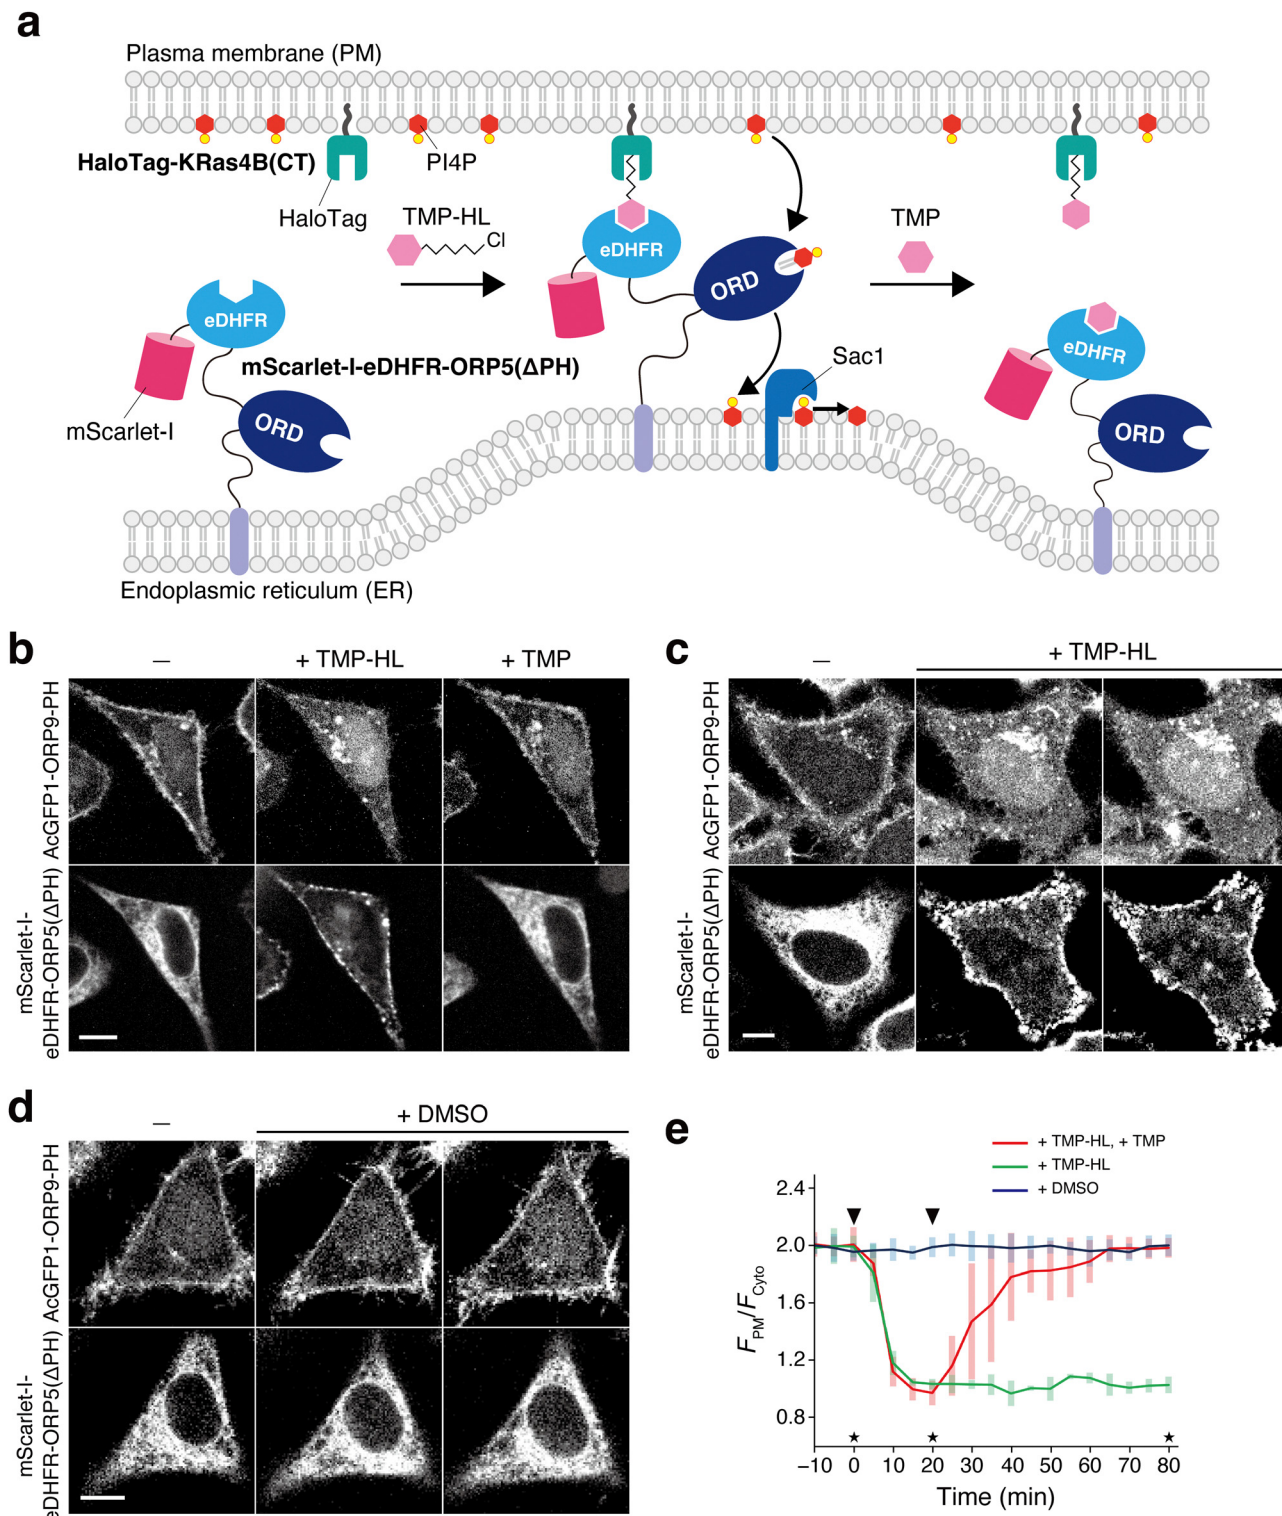 a
Plasma membrane (PM)
HaloTag-KRas4B(CT)
PI4P
HaloTag
TMP-HL
Cl
TMP
eDHFR
eDHFR
ORD
mScarlet-I-eDHFR-ORP5(ΔPH)
Sac1
eDHFR
mScarlet-I
ORD
ORD
Endoplasmic reticulum (ER)
b
–
+ TMP-HL
+ TMP
AcGFP1-ORP9-PH
mScarlet-I-
eDHFR-ORP5(ΔPH)
c
–
+ TMP-HL
AcGFP1-ORP9-PH
mScarlet-I-
eDHFR-ORP5(ΔPH)
d
–
+ DMSO
AcGFP1-ORP9-PH
mScarlet-I-
eDHFR-ORP5(ΔPH)
e
+ TMP-HL, + TMP
+ TMP-HL
+ DMSO
2.4
2.0
1.6
1.2
0.8
FPM/FCyto
–10 0 10 20 30 40 50 60 70 80
Time (min)